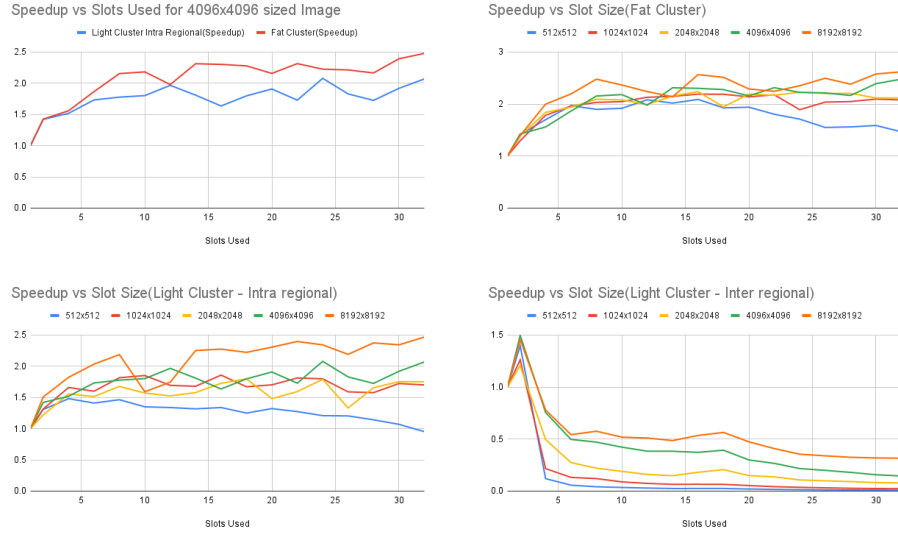 Speedup vs Slots Used for 4096x4096 sized Image
Light Cluster Intra Regional(Speedup) Fat Cluster(Speedup)
2.5
2.0
1.5
1.0
0.5
0.0
5 10 15 20 25 30
Slots Used
Speedup vs Slot Size(Fat Cluster)
512x512 1024x1024 2048x2048 4096x4096 8192x8192
3
2
1
0
5 10 15 20 25 30
Slots Used
Speedup vs Slot Size(Light Cluster - Intra regional)
512x512 1024x1024 2048x2048 4096x4096 8192x8192
2.5
2.0
1.5
1.0
0.5
0.0
5 10 15 20 25 30
Slots Used
Speedup vs Slot Size(Light Cluster - Inter regional)
512x512 1024x1024 2048x2048 4096x4096 8192x8192
1.5
1.0
0.5
0.0
5 10 15 20 25 30
Slots Used